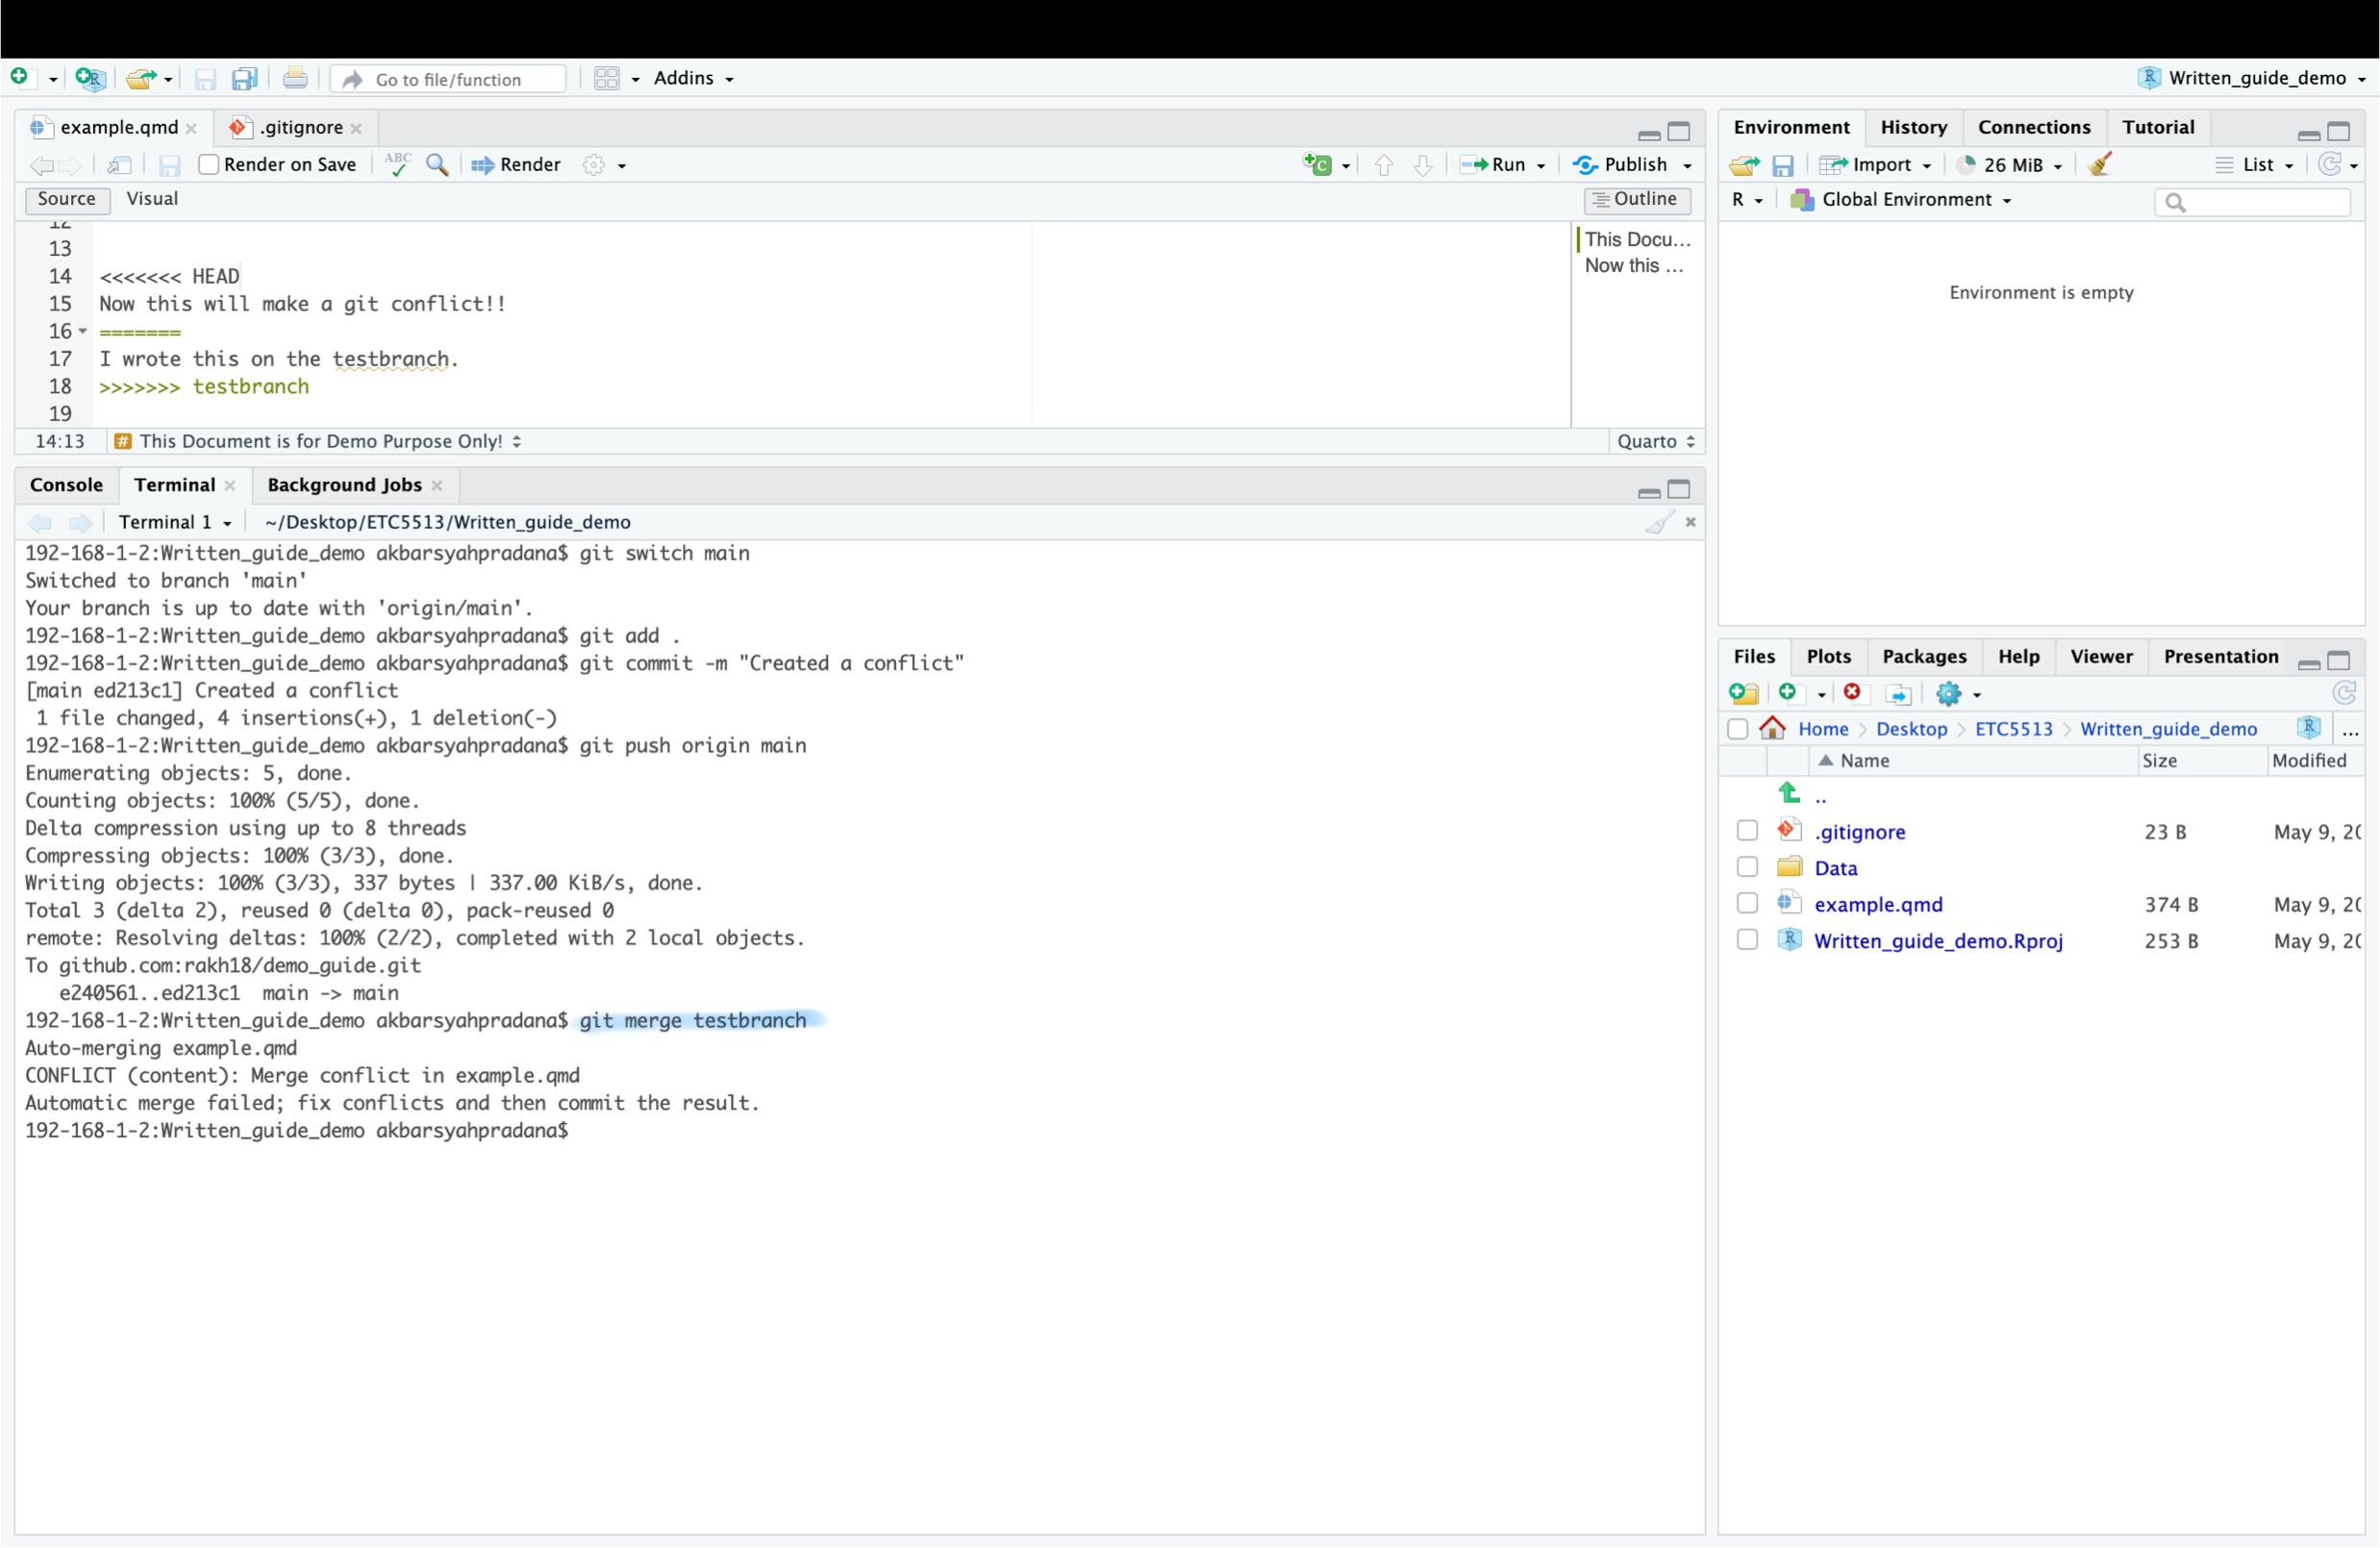 Go to file/function
Addins
Written_guide_demo
example.qmd
.gitignore
Render on Save
ABC
Render
Run
Publish
Source
Visual
Outline
12
13
14 <<<<<<< HEAD
15 Now this will make a git conflict!!
16 =======
17 I wrote this on the testbranch.
18 >>>>>>> testbranch
19
This Docu...
Now this ...
14:13
# This Document is for Demo Purpose Only!
Quarto
Console
Terminal
Background Jobs
Terminal 1
~/Desktop/ETC5513/Written_guide_demo
192-168-1-2:Written_guide_demo akbarsyahpradana$ git switch main
Switched to branch 'main'
Your branch is up to date with 'origin/main'.
192-168-1-2:Written_guide_demo akbarsyahpradana$ git add .
192-168-1-2:Written_guide_demo akbarsyahpradana$ git commit -m "Created a conflict"
[main ed213c1] Created a conflict
 1 file changed, 4 insertions(+), 1 deletion(-)
192-168-1-2:Written_guide_demo akbarsyahpradana$ git push origin main
Enumerating objects: 5, done.
Counting objects: 100% (5/5), done.
Delta compression using up to 8 threads
Compressing objects: 100% (3/3), done.
Writing objects: 100% (3/3), 337 bytes | 337.00 KiB/s, done.
Total 3 (delta 2), reused 0 (delta 0), pack-reused 0
remote: Resolving deltas: 100% (2/2), completed with 2 local objects.
To github.com:rakh18/demo_guide.git
   e240561..ed213c1  main -> main
192-168-1-2:Written_guide_demo akbarsyahpradana$ git merge testbranch
Auto-merging example.qmd
CONFLICT (content): Merge conflict in example.qmd
Automatic merge failed; fix conflicts and then commit the result.
192-168-1-2:Written_guide_demo akbarsyahpradana$
Environment
History
Connections
Tutorial
Import
26 MiB
List
R
Global Environment
Environment is empty
Files
Plots
Packages
Help
Viewer
Presentation
Home
Desktop
ETC5513
Written_guide_demo
...
Name Size Modified
..
.gitignore 23 B May 9, 20
Data
example.qmd 374 B May 9, 20
Written_guide_demo.Rproj 253 B May 9, 20